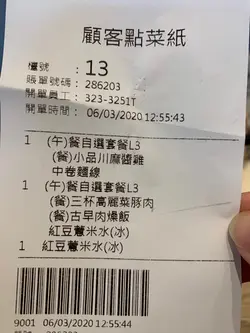 顧客點菜紙
檯號： 13
賬單號碼：286203
開單員工：323-3251T
開單時間：06/03/2020 12:55:43
1 (午)餐自選套餐L3
(餐)小品川麻醬雞
中卷麵線
1 (午)餐自選套餐L3
(餐)三杯高麗菜豚肉
(餐)古早肉燥飯
紅豆薏米水(冰)
1 紅豆薏米水(冰)
9001 06/03/2020 12:55:44